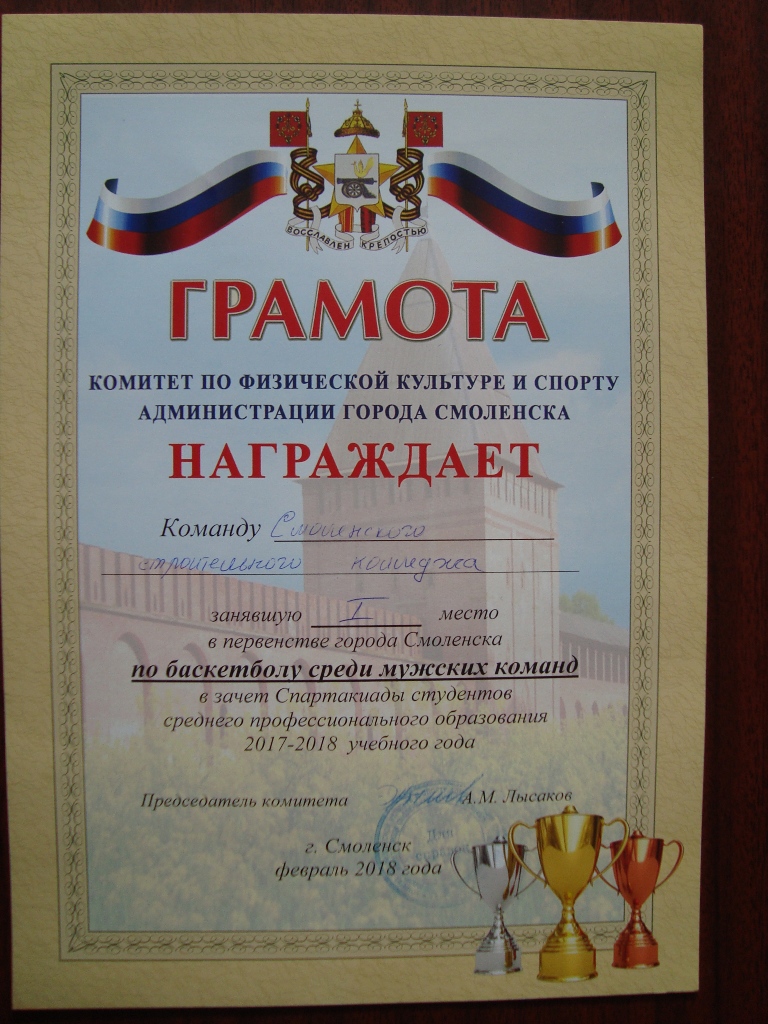 ВОССЛАВЛЕН КРЕПОСТЬЮ
ГРАМОТА
КОМИТЕТ ПО ФИЗИЧЕСКОЙ КУЛЬТУРЕ И СПОРТУ
АДМИНИСТРАЦИИ ГОРОДА СМОЛЕНСКА
НАГРАЖДАЕТ
Команду Смоленского
строительного колледжа
занявшую I место
в первенстве города Смоленска
по баскетболу среди мужских команд
в зачет Спартакиады студентов
среднего профессионального образования
2017-2018 учебного года
Председатель комитета А.М. Лысаков
Для
г. Смоленск
февраль 2018 года